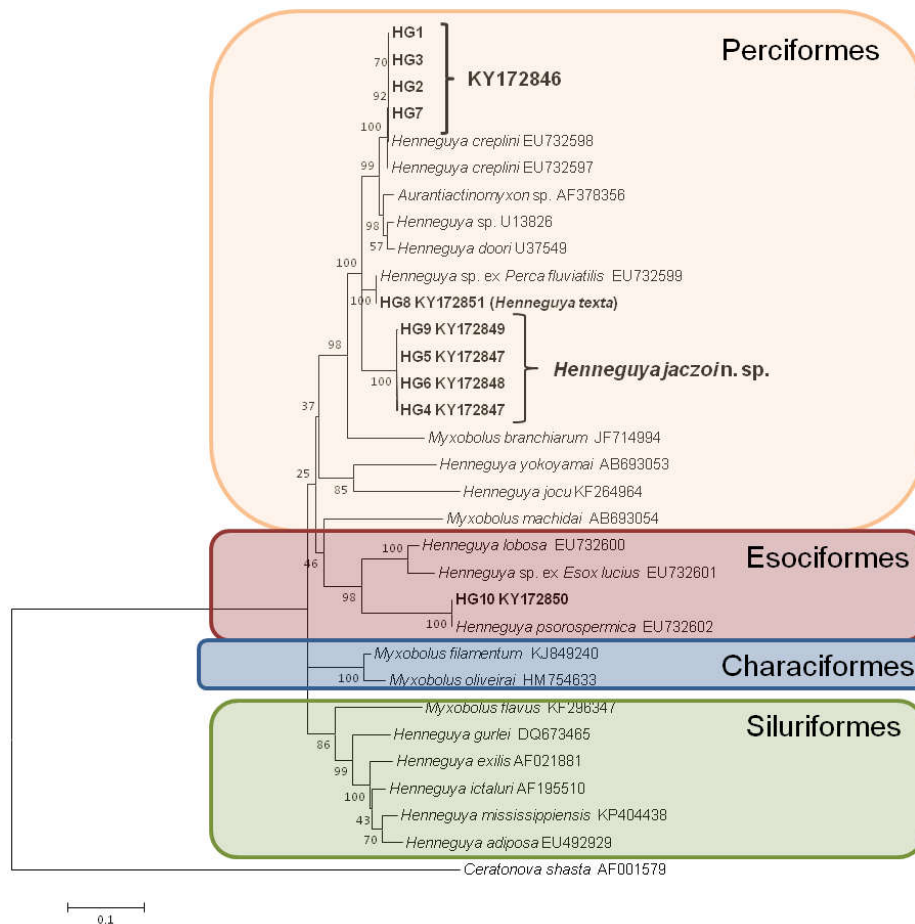 HG1
Perciformes
70
HG3
KY172846
HG2
92
HG7
100
Henneguya creplini EU732598
99
Henneguya creplini EU732597
Aurantiactinomyxon sp. AF378356
98
Henneguya sp. U13826
57
Henneguya doori U37549
100
Henneguya sp. ex Perca fluviatilis EU732599
100
HG8 KY172851 (Henneguya texta)
HG9 KY172849
98
HG5 KY172847
Henneguya jaczoi n. sp.
100
HG6 KY172848
HG4 KY172847
37
Myxobolus branchiarum JF714994
Henneguya yokoyamai AB693053
25
85
Henneguya jocu KF264964
Myxobolus machidai AB693054
46
100
Henneguya lobosa EU732600
Esociformes
Henneguya sp. ex Esox lucius EU732601
98
HG10 KY172850
100
Henneguya psorospermica EU732602
Myxobolus filamentum KJ849240
Characiformes
100
Myxobolus oliveirai HM754633
Myxobolus flavus KF296347
Siluriformes
86
Henneguya gurlei DQ673465
99
Henneguya exilis AF021881
100
Henneguya ictaluri AF195510
43
Henneguya mississippiensis KP404438
70
Henneguya adiposa EU492929
Ceratonova shasta AF001579
0.1